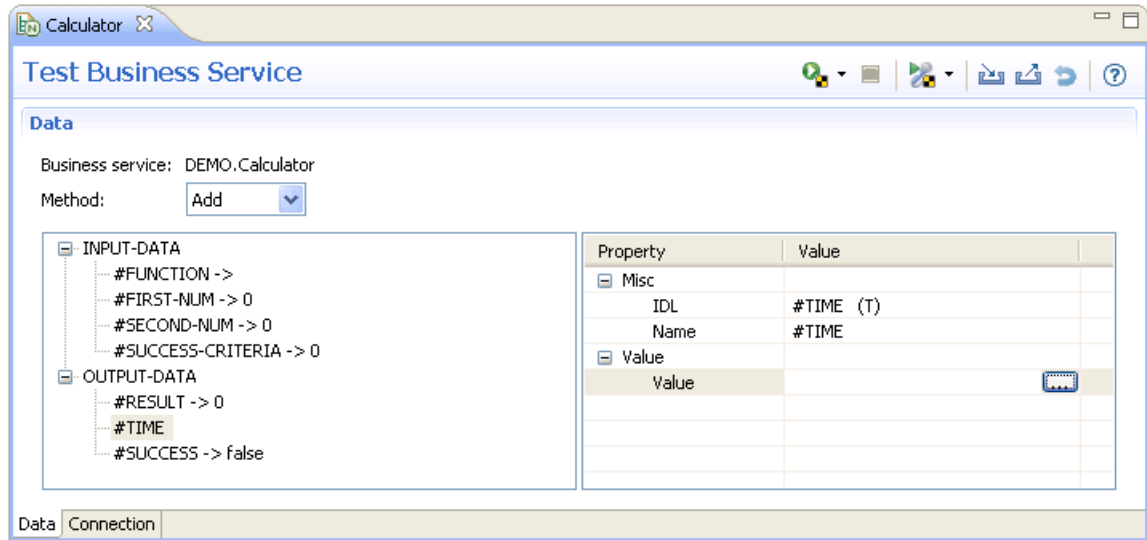 Calculator
Test Business Service
Data
Business service: DEMO.Calculator
Method: Add
INPUT-DATA
#FUNCTION ->
#FIRST-NUM -> 0
#SECOND-NUM -> 0
#SUCCESS-CRITERIA -> 0
OUTPUT-DATA
#RESULT -> 0
#TIME
#SUCCESS -> false
Property Value
Misc
IDL #TIME (T)
Name #TIME
Value
Value ...
Data Connection